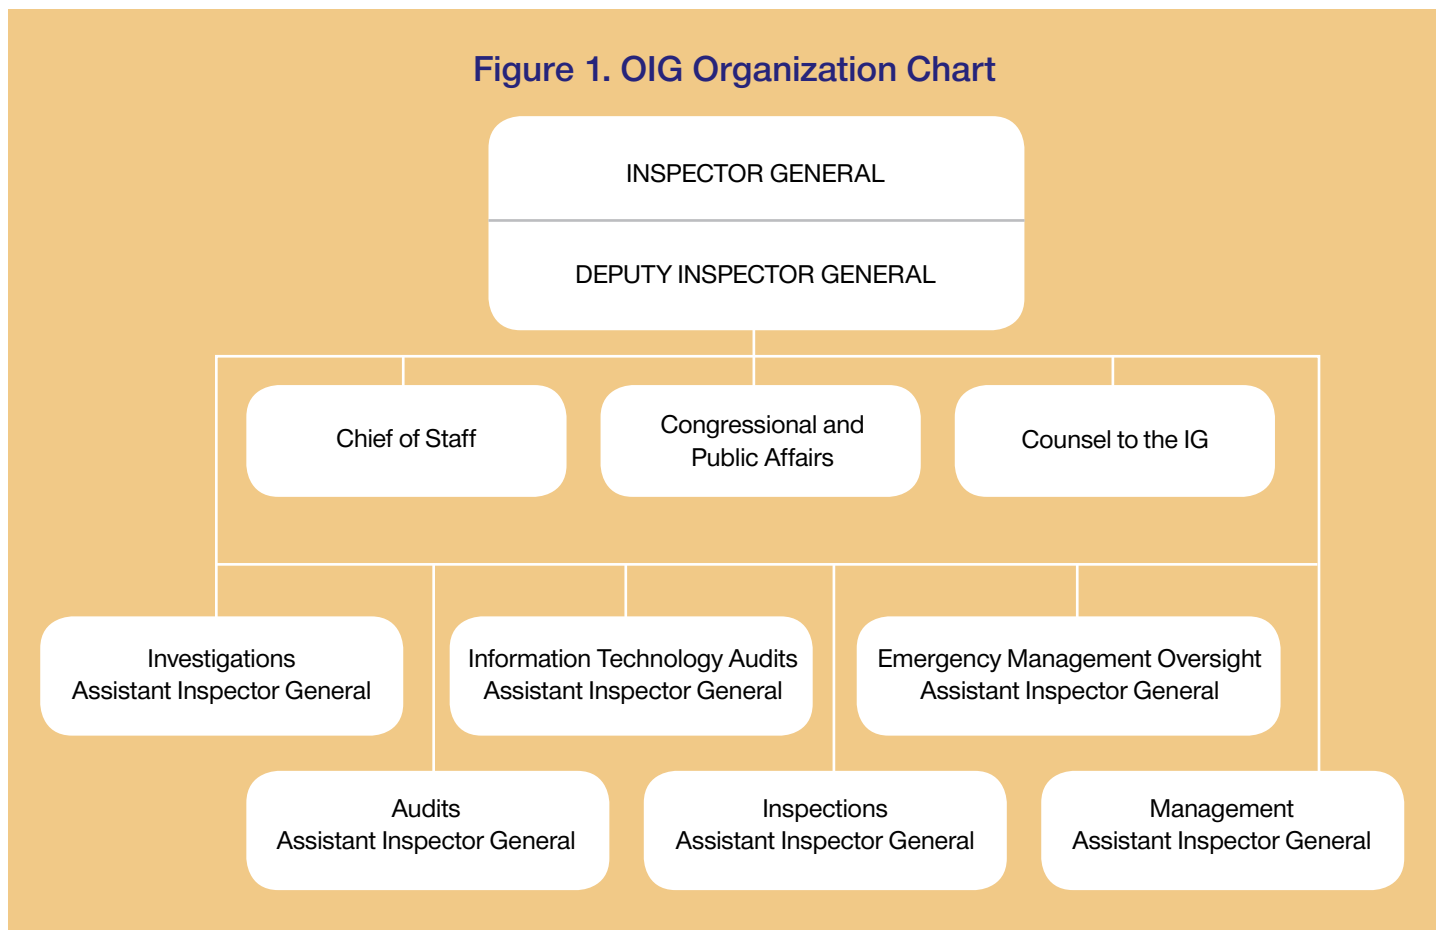 Figure 1. OIG Organization Chart
INSPECTOR GENERAL
DEPUTY INSPECTOR GENERAL
Chief of Staff
Congressional and
Public Affairs
Counsel to the IG
Investigations
Assistant Inspector General
Information Technology Audits
Assistant Inspector General
Emergency Management Oversight
Assistant Inspector General
Audits
Assistant Inspector General
Inspections
Assistant Inspector General
Management
Assistant Inspector General